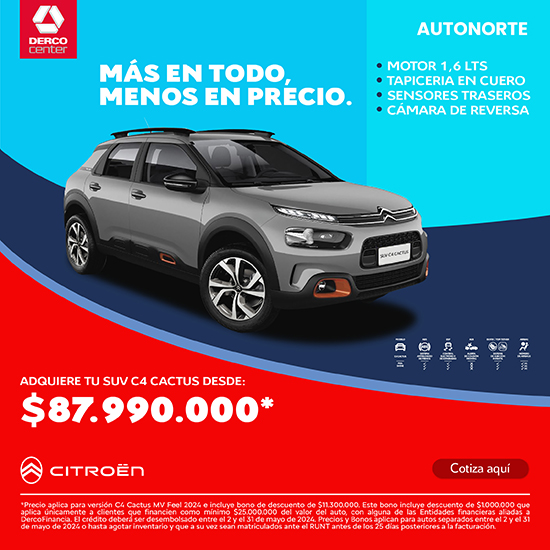 DERCO
center
AUTONORTE
MÁS EN TODO,
MENOS EN PRECIO.
• MOTOR 1,6 LTS
• TAPICERIA EN CUERO
• SENSORES TRASEROS
• CÁMARA DE REVERSA
SUV C4 CACTUS
ADQUIERE TU SUV C4 CACTUS DESDE:
$87.990.000*
CITROËN
Cotiza aquí
*Precio aplica para versión C4 Cactus MV Feel 2024 e incluye bono de descuento de $11.300.000. Este bono incluye descuento de $1.000.000 que
aplica únicamente a clientes que financien como mínimo $25.000.000 del valor del auto, con alguna de las Entidades financieras aliadas a
DercoFinancia. El crédito deberá ser desembolsado entre el 2 y el 31 de mayo de 2024. Precios y Bonos aplican para autos separados entre el 2 y el 31
de mayo de 2024 o hasta agotar inventario y que a su vez sean matriculados ante el RUNT antes de los 25 días posteriores a la facturación.